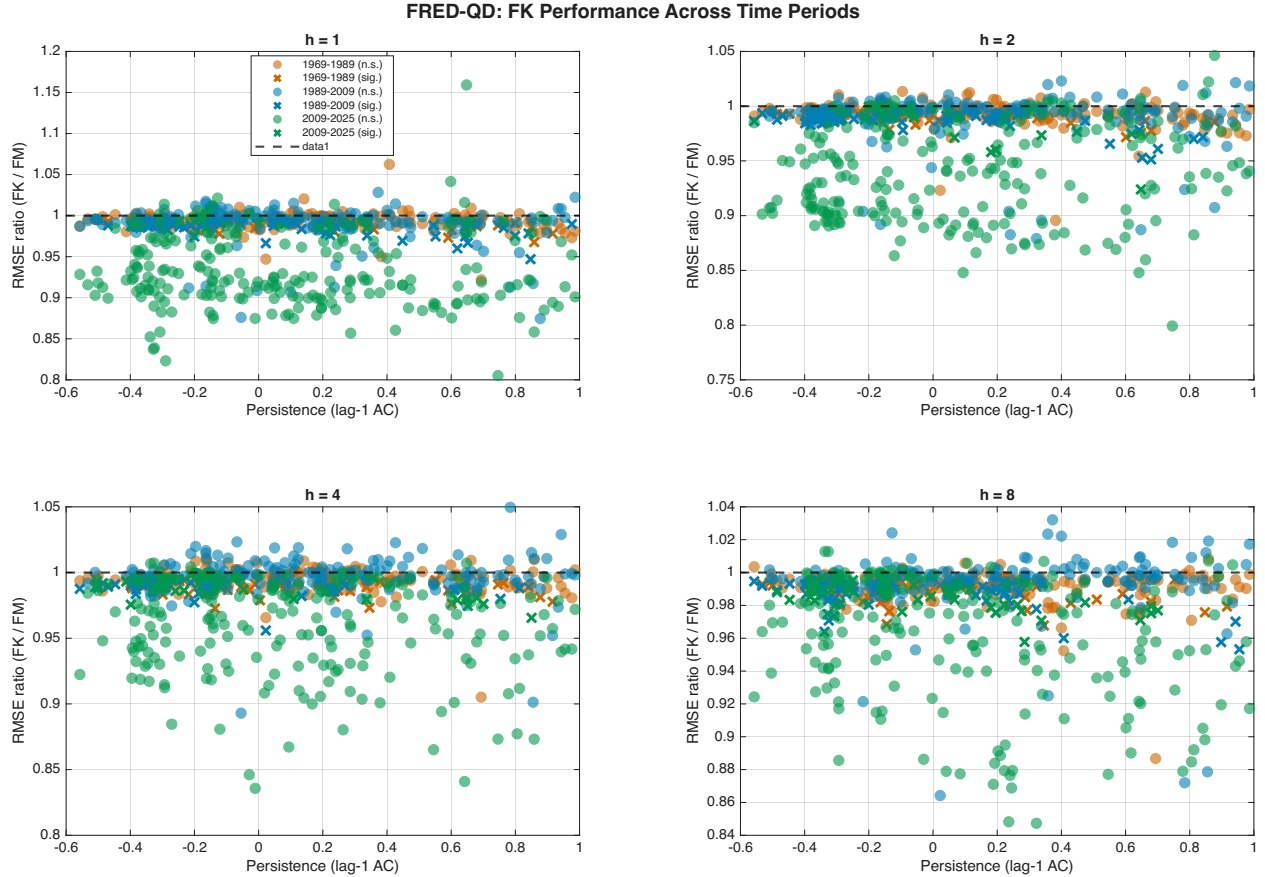 FRED-QD: FK Performance Across Time Periods
h = 1
1.2
1.15
1.1
1.05
1
0.95
0.9
0.85
0.8
RMSE ratio (FK / FM)
1969-1989 (n.s.)
1969-1989 (sig.)
1989-2009 (n.s.)
1989-2009 (sig.)
2009-2025 (n.s.)
2009-2025 (sig.)
data1
-0.6 -0.4 -0.2 0 0.2 0.4 0.6 0.8 1
Persistence (lag-1 AC)
h = 2
1.05
1
0.95
0.9
0.85
0.8
0.75
RMSE ratio (FK / FM)
-0.6 -0.4 -0.2 0 0.2 0.4 0.6 0.8 1
Persistence (lag-1 AC)
h = 4
1.05
1
0.95
0.9
0.85
0.8
RMSE ratio (FK / FM)
-0.6 -0.4 -0.2 0 0.2 0.4 0.6 0.8 1
Persistence (lag-1 AC)
h = 8
1.04
1.02
1
0.98
0.96
0.94
0.92
0.9
0.88
0.86
0.84
RMSE ratio (FK / FM)
-0.6 -0.4 -0.2 0 0.2 0.4 0.6 0.8 1
Persistence (lag-1 AC)